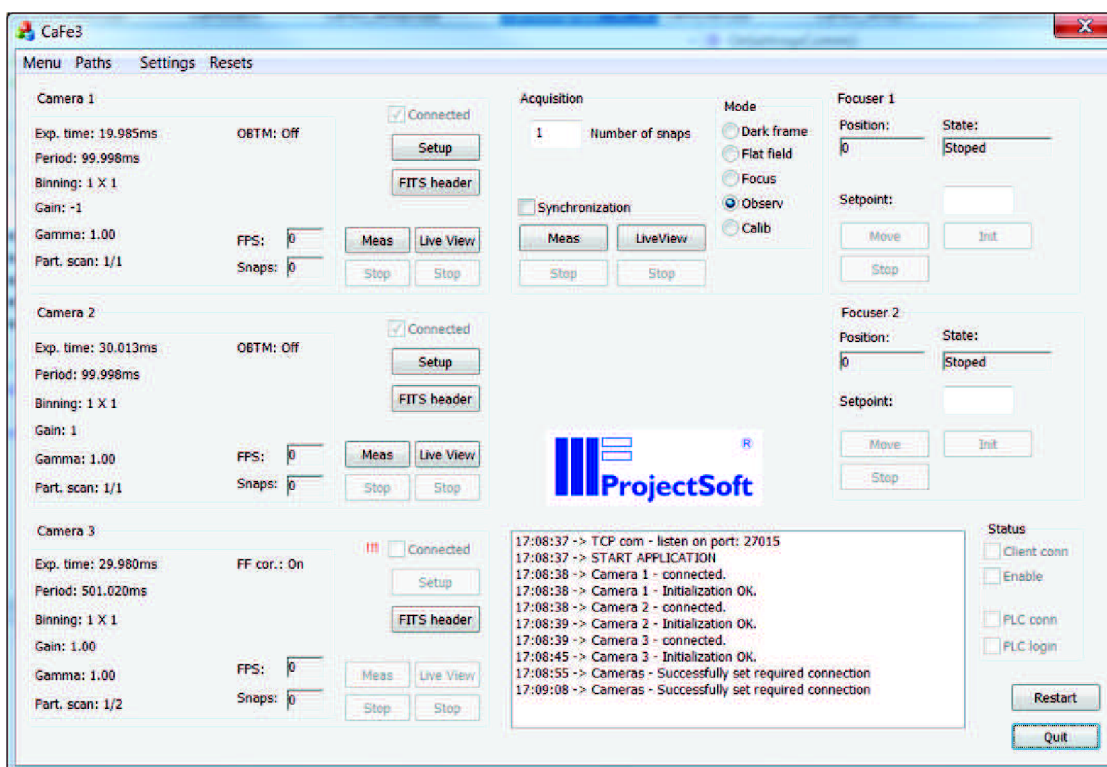 CaFe3
Menu Paths Settings Resets
Camera 1
Connected
Exp. time: 19.985ms OBTM: Off
Setup
Period: 99.998ms
Binning: 1 X 1
FITS header
Gain: -1
Gamma: 1.00
FPS: 0 Meas Live View
Part. scan: 1/1
Snaps: 0 Stop Stop
Acquisition
1 Number of snaps
Synchronization
Meas LiveView
Stop Stop
Mode
Dark frame
Flat field
Focus
Observ
Calib
Focuser 1
Position: State:
0 Stoped
Setpoint:
Move Init
Stop
Camera 2
Connected
Exp. time: 30.013ms OBTM: Off
Setup
Period: 99.998ms
Binning: 1 X 1
FITS header
Gain: 1
Gamma: 1.00
FPS: 0 Meas Live View
Part. scan: 1/1
Snaps: 0 Stop Stop
ProjectSoft ®
Focuser 2
Position: State:
0 Stoped
Setpoint:
Move Init
Stop
Camera 3
!!! Connected
Exp. time: 29.980ms FF cor.: On
Setup
Period: 501.020ms
Binning: 1 X 1
FITS header
Gain: 1.00
Gamma: 1.00
FPS: 0 Meas Live View
Part. scan: 1/2
Snaps: 0 Stop Stop
17:08:37 -> TCP com - listen on port: 27015
17:08:37 -> START APPLICATION
17:08:38 -> Camera 1 - connected.
17:08:38 -> Camera 1 - Initialization OK.
17:08:38 -> Camera 2 - connected.
17:08:39 -> Camera 2 - Initialization OK.
17:08:39 -> Camera 3 - connected.
17:08:45 -> Camera 3 - Initialization OK.
17:08:55 -> Cameras - Successfully set required connection
17:09:08 -> Cameras - Successfully set required connection
Status
Client conn
Enable
PLC conn
PLC login
Restart
Quit